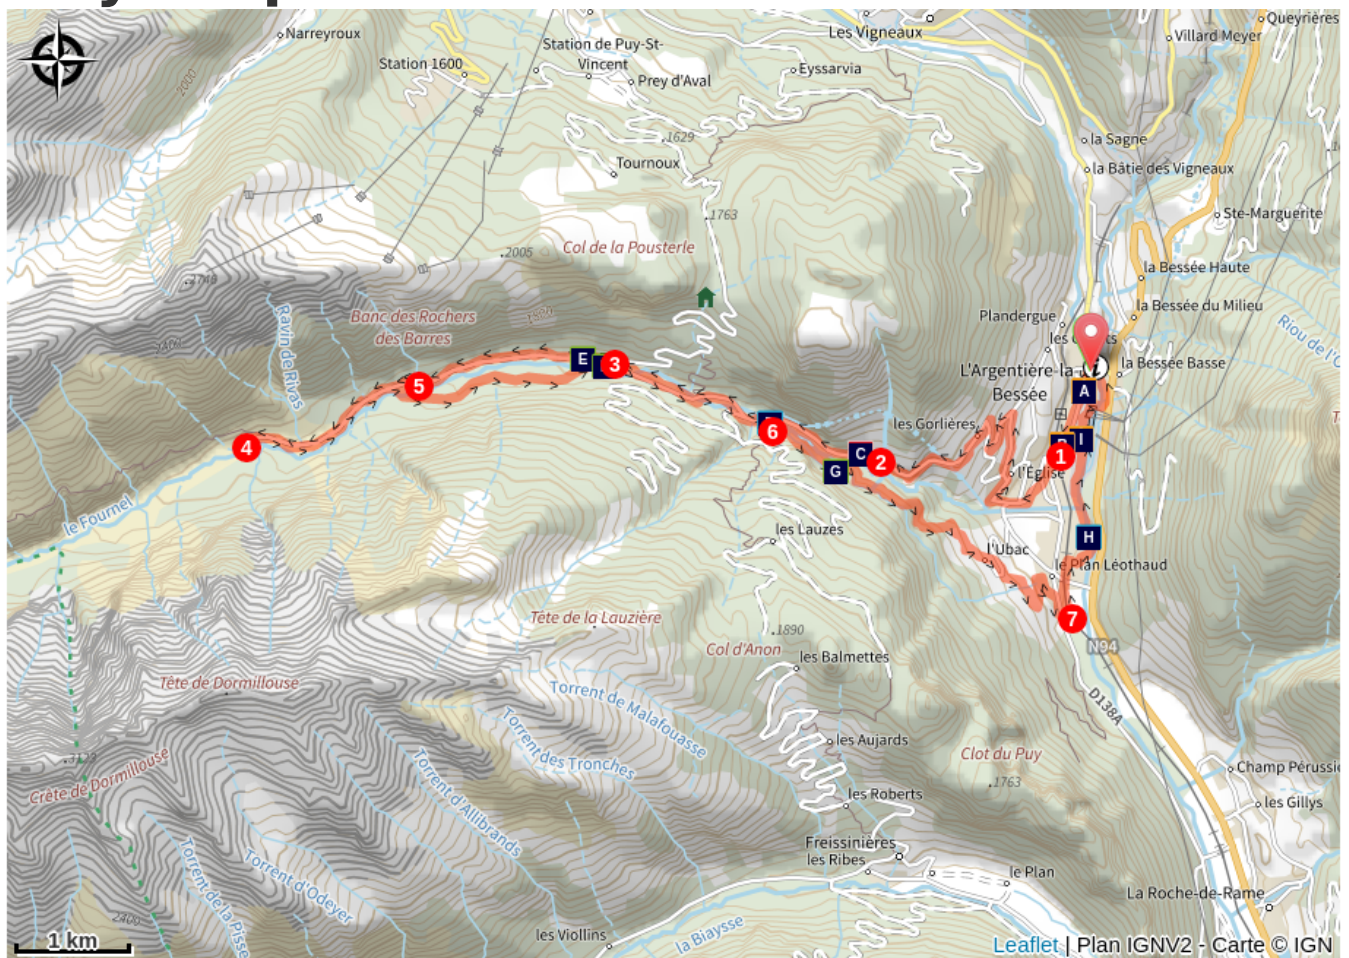 Queyrières
Narreyroux
Les Vigneaux
Villard Meyer
Station de Puy-St-
Vincent
Station 1600
Eyssarvia
Prey d'Aval
2000
.1629
la Sagne
Tournoux
la Bâtie des Vigneaux
.1763
Ste-Marguerite
Col de la Pousterle
.2005
la Bessée Haute
.2746
la Bessée du Milieu
Ravin de Rivas
Banc des Rochers
des Barres
1880
Plandergue
2400
E
3
i
la Bessée Basse
L'Argentière-la-
Bessée
A
5
les Gorlières
6
I
4
C
2
1
G
l'Église
le Fournel
les Lauzes
H
l'Ubac
le Plan Léothaud
Tête de la Lauzière
7
.1890
Col d'Anon
N94
les Balmettes
Tête de Dormillouse
Torrent de Malafouasse
D138A
Torrent des Tronches
les Aujards
Clot du Puy
.1763
Crête de Dormillouse
Torrent d'Allibrands
les Roberts
les Gillys
Freissinières
les Ribes
Torrent d'Odeyer
Torrent de la Pisse
le Plan
La Roche-de-Rame
2400
les Viollins
la Biaysse
1 km
Leaflet | Plan IGNV2 - Carte © IGN